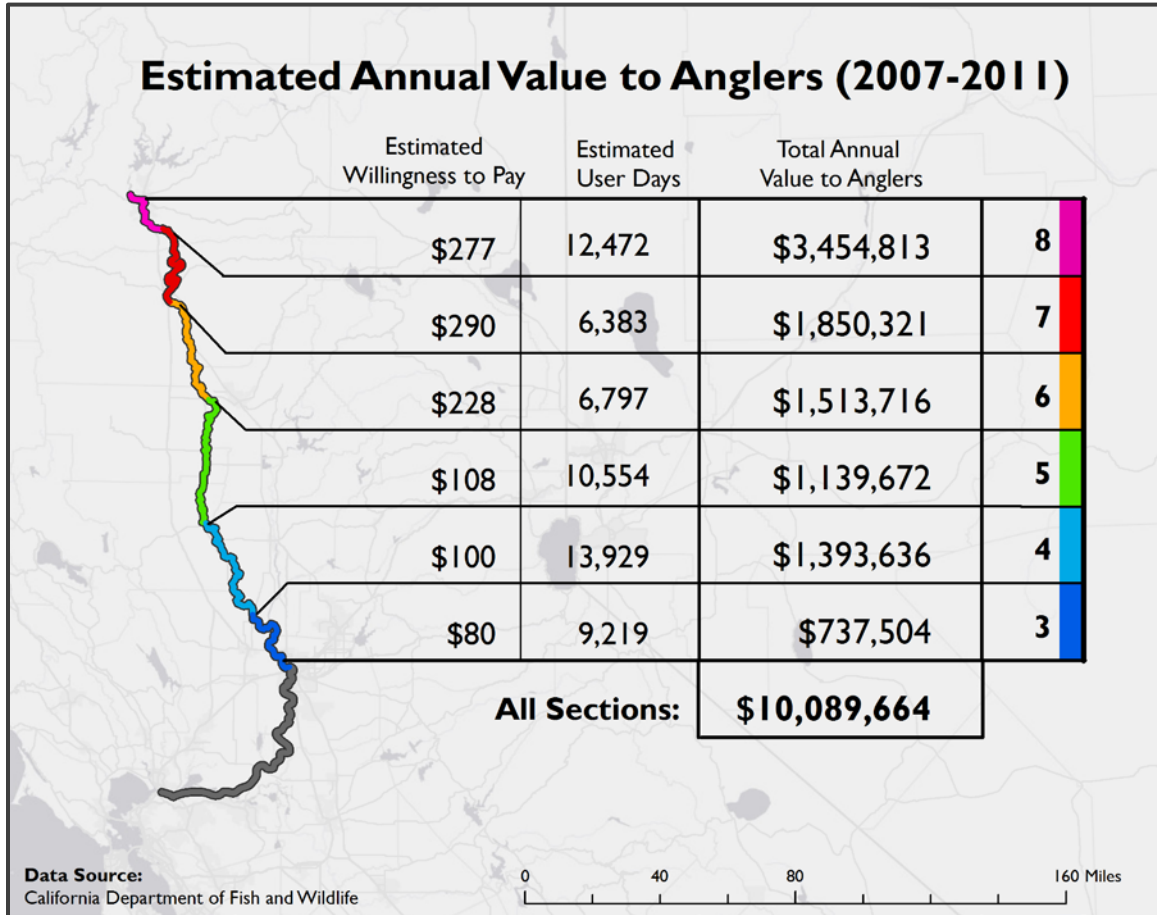 Estimated Annual Value to Anglers (2007-2011)
Estimated Willingness to Pay
Estimated User Days
Total Annual Value to Anglers
$277 12,472 $3,454,813 8
$290 6,383 $1,850,321 7
$228 6,797 $1,513,716 6
$108 10,554 $1,139,672 5
$100 13,929 $1,393,636 4
$80 9,219 $737,504 3
All Sections: $10,089,664
Data Source:
California Department of Fish and Wildlife
0 40 80 160 Miles